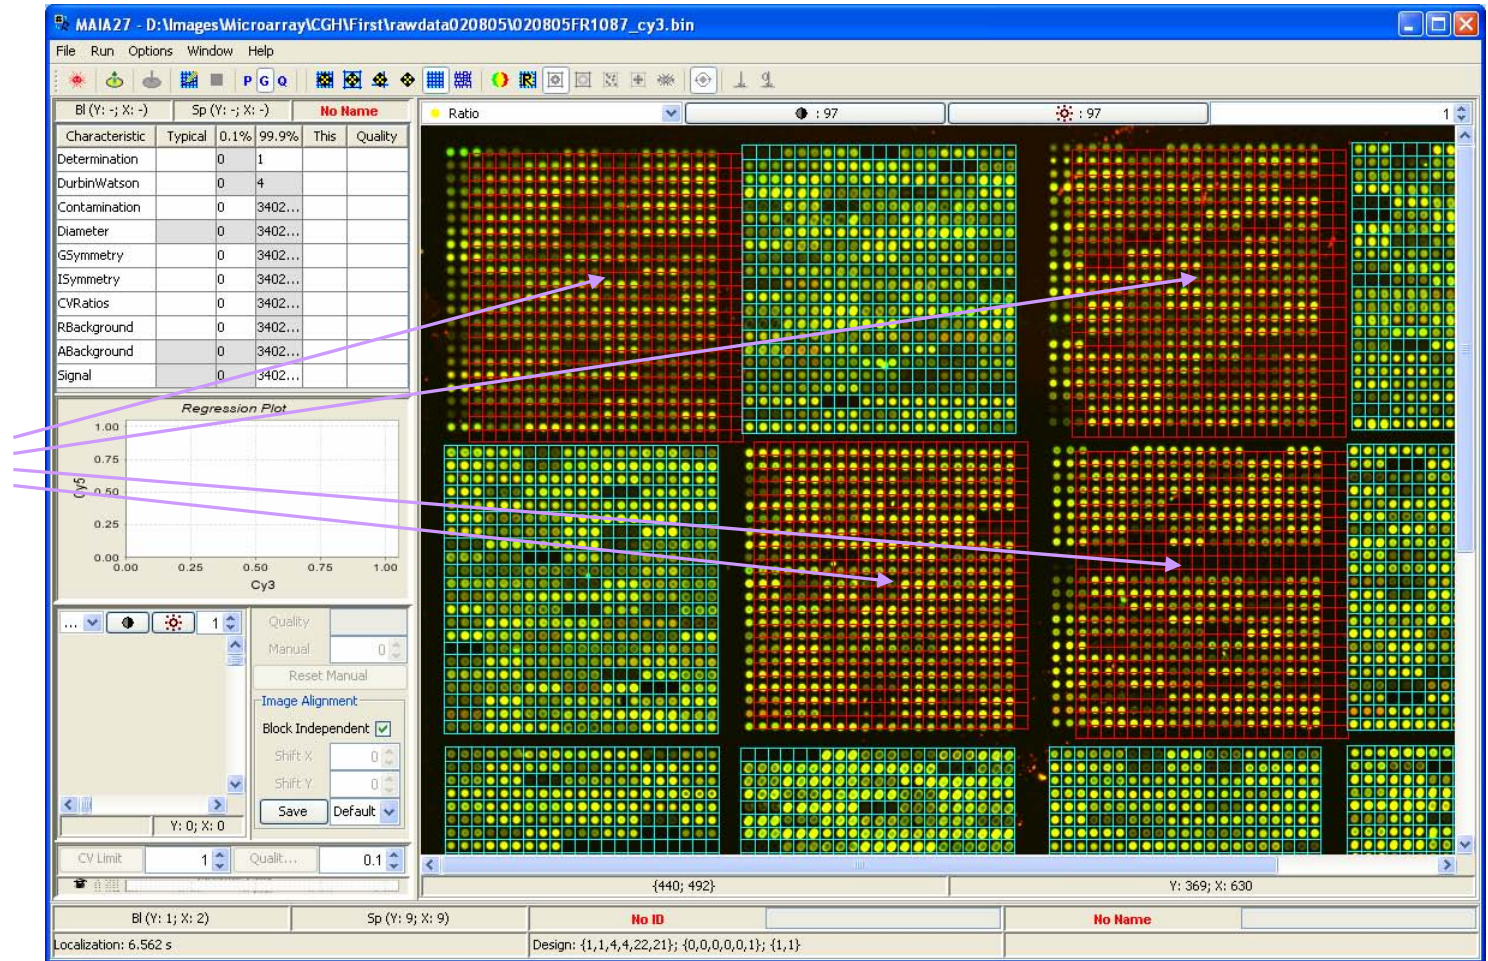 MAIA27 - D:\Images\Microarray\CGH\First\rawdata020805\020805FR1087_cy3.bin
File Run Options Window Help
P G Q R
Bl (Y: -; X: -) Sp (Y: -; X: -) No Name
Ratio : 97 : 97 1
Characteristic Typical 0.1% 99.9% This Quality
Determination 0 1
DurbinWatson 0 4
Contamination 0 3402...
Diameter 0 3402...
GSymmetry 0 3402...
ISymmetry 0 3402...
CVRatios 0 3402...
RBackground 0 3402...
ABackground 0 3402...
Signal 0 3402...
Regression Plot
1.00
0.75
Cy5
0.50
0.25
0.00
0.00 0.25 0.50 0.75 1.00
Cy3
... 1 Quality
Manual 0
Reset Manual
Image Alignment
Block Independent
Shift X 0
Shift Y 0
Save Default
Y: 0; X: 0
CV Limit 1 Qualit... 0.1
{440; 492} Y: 369; X: 630
Bl (Y: 1; X: 2) Sp (Y: 9; X: 9) No ID No Name
Localization: 6.562 s Design: {1,1,4,4,22,21}; {0,0,0,0,0,1}; {1,1}